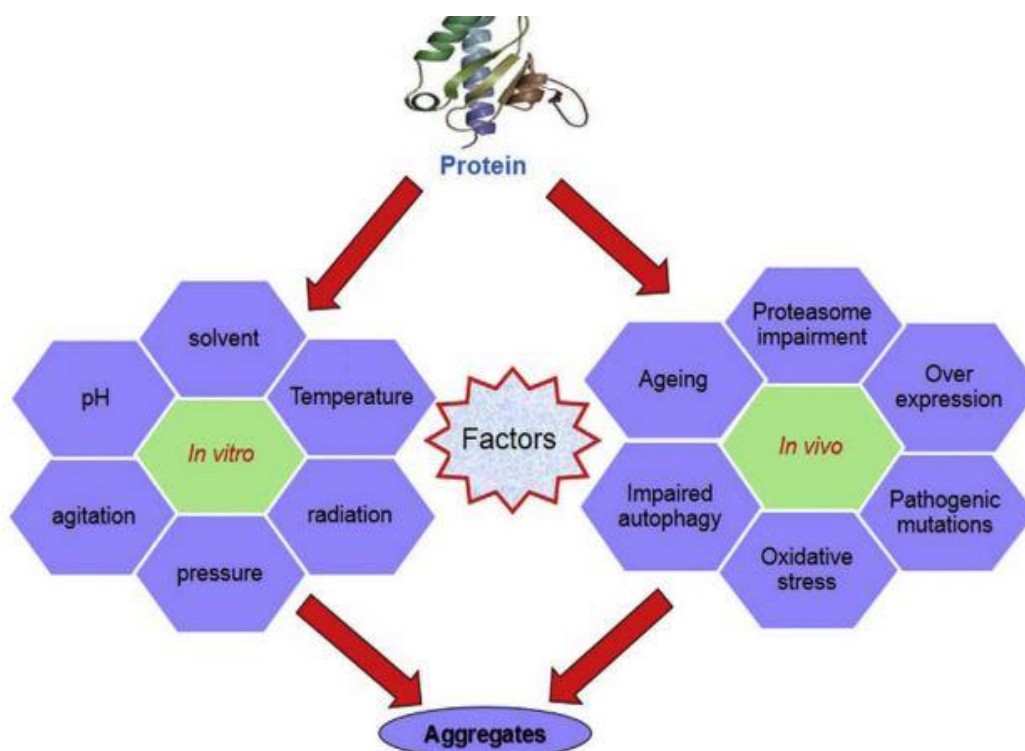 Protein
solvent
pH
Temperature
In vitro
agitation
radiation
pressure
Factors
Proteasome
impairment
Ageing
Over
expression
In vivo
Impaired
autophagy
Pathogenic
mutations
Oxidative
stress
Aggregates